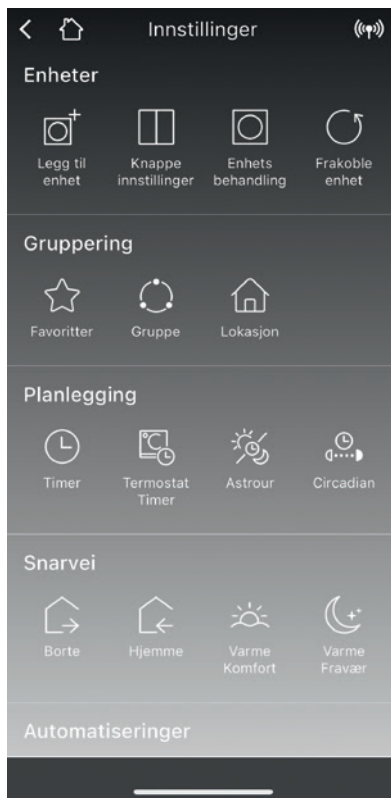 Innstillinger
Enheter
Legg til
enhet
Knappe
innstillinger
Enhets
behandling
Frakoble
enhet
Gruppering
Favoritter
Gruppe
Lokasjon
Planlegging
°C
Timer
Termostat
Timer
Astrour
Circadian
Snarvei
Borte
Hjemme
Varme
Komfort
Varme
Fravær
Automatiseringer